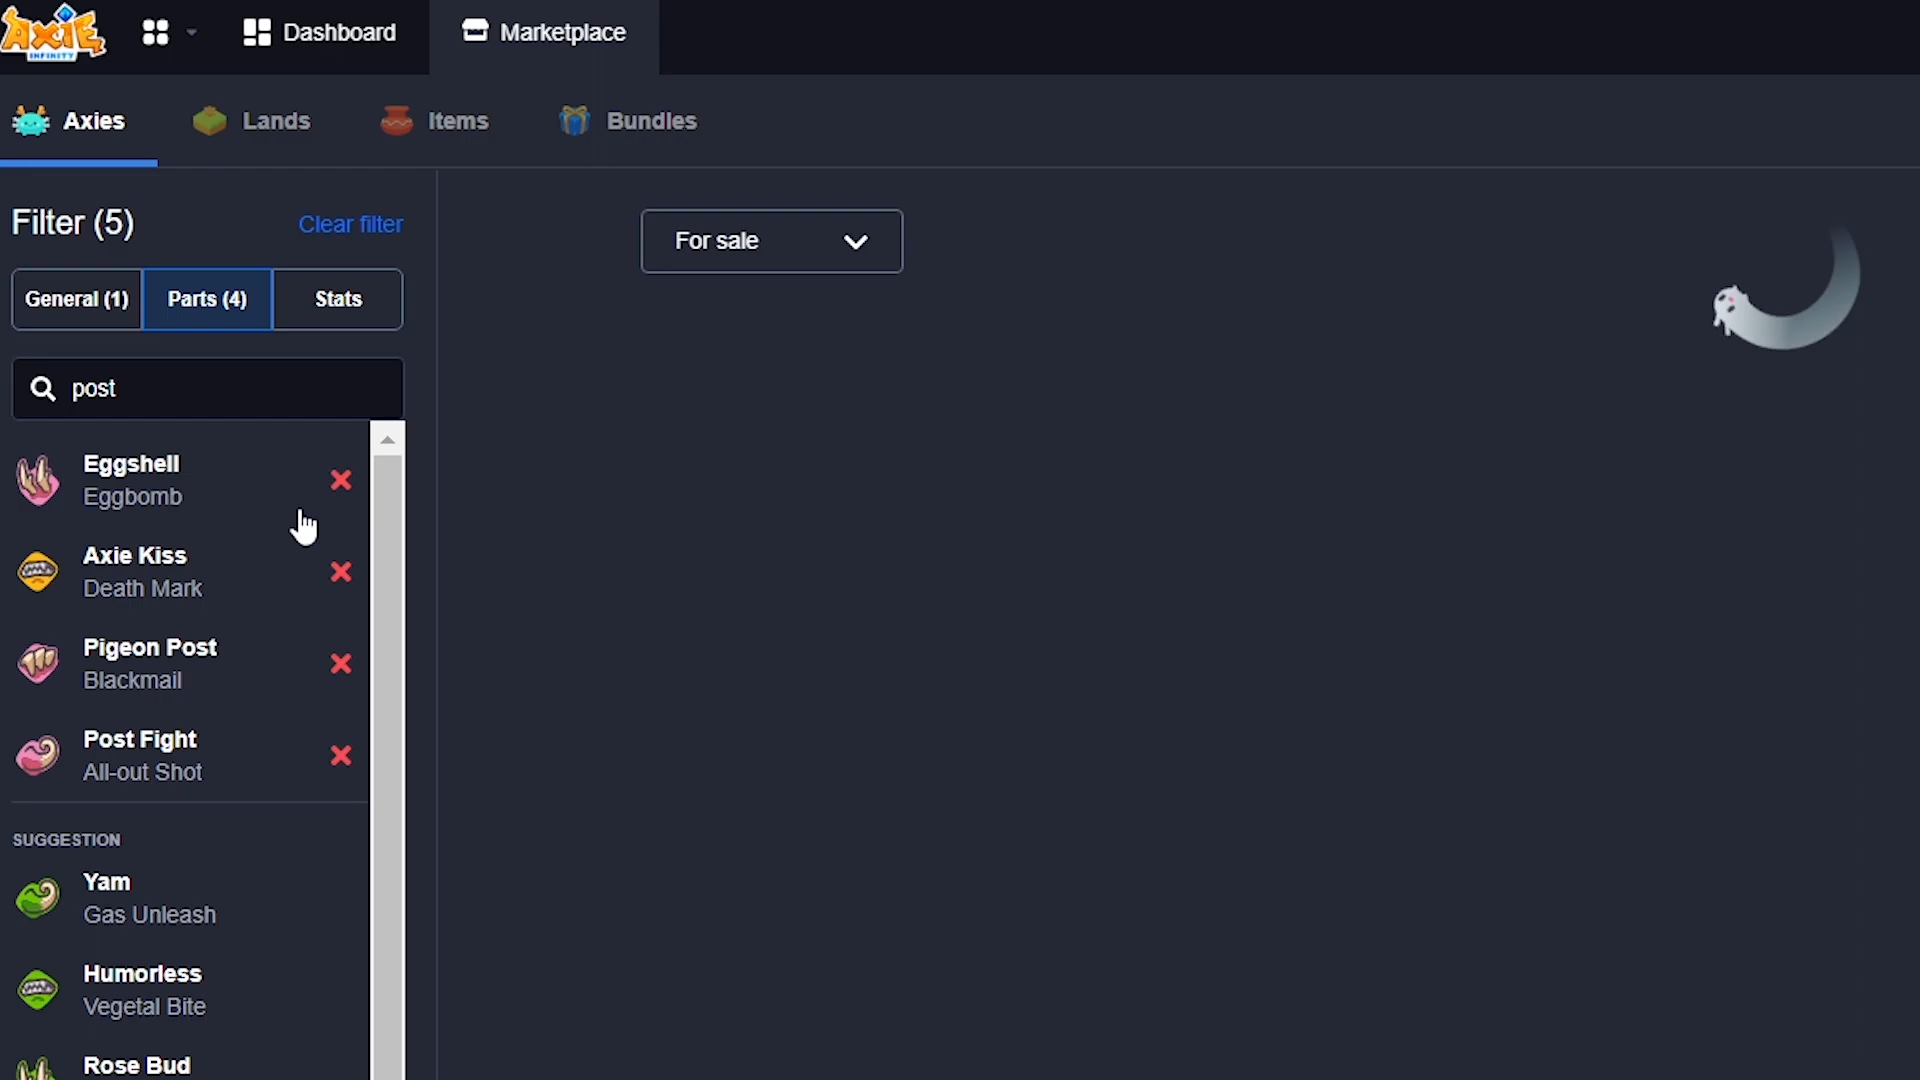 AXIE
INFINITY
Dashboard
Marketplace
Axies
Lands
Items
Bundles
Filter (5)
Clear filter
General (1)
Parts (4)
Stats
For sale
post
Eggshell
Eggbomb
Axie Kiss
Death Mark
Pigeon Post
Blackmail
Post Fight
All-out Shot
SUGGESTION
Yam
Gas Unleash
Humorless
Vegetal Bite
Rose Bud